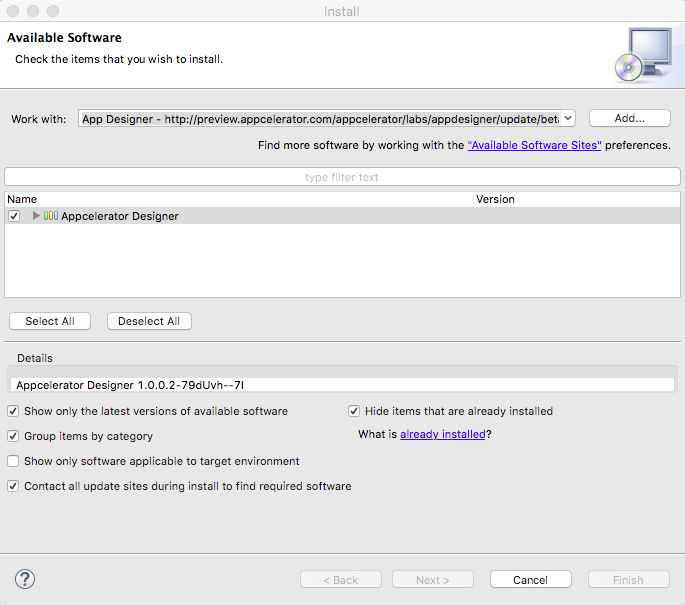 Install
Available Software
Check the items that you wish to install.
Work with: App Designer - http://preview.appcelerator.com/appcelerator/labs/appdesigner/update/beta Add...
Find more software by working with the "Available Software Sites" preferences.
type filter text
Name Version
Appcelerator Designer
Select All Deselect All
Details
Appcelerator Designer 1.0.0.2-79dUvh--7I
Show only the latest versions of available software Hide items that are already installed
Group items by category What is already installed?
Show only software applicable to target environment
Contact all update sites during install to find required software
? < Back Next > Cancel Finish